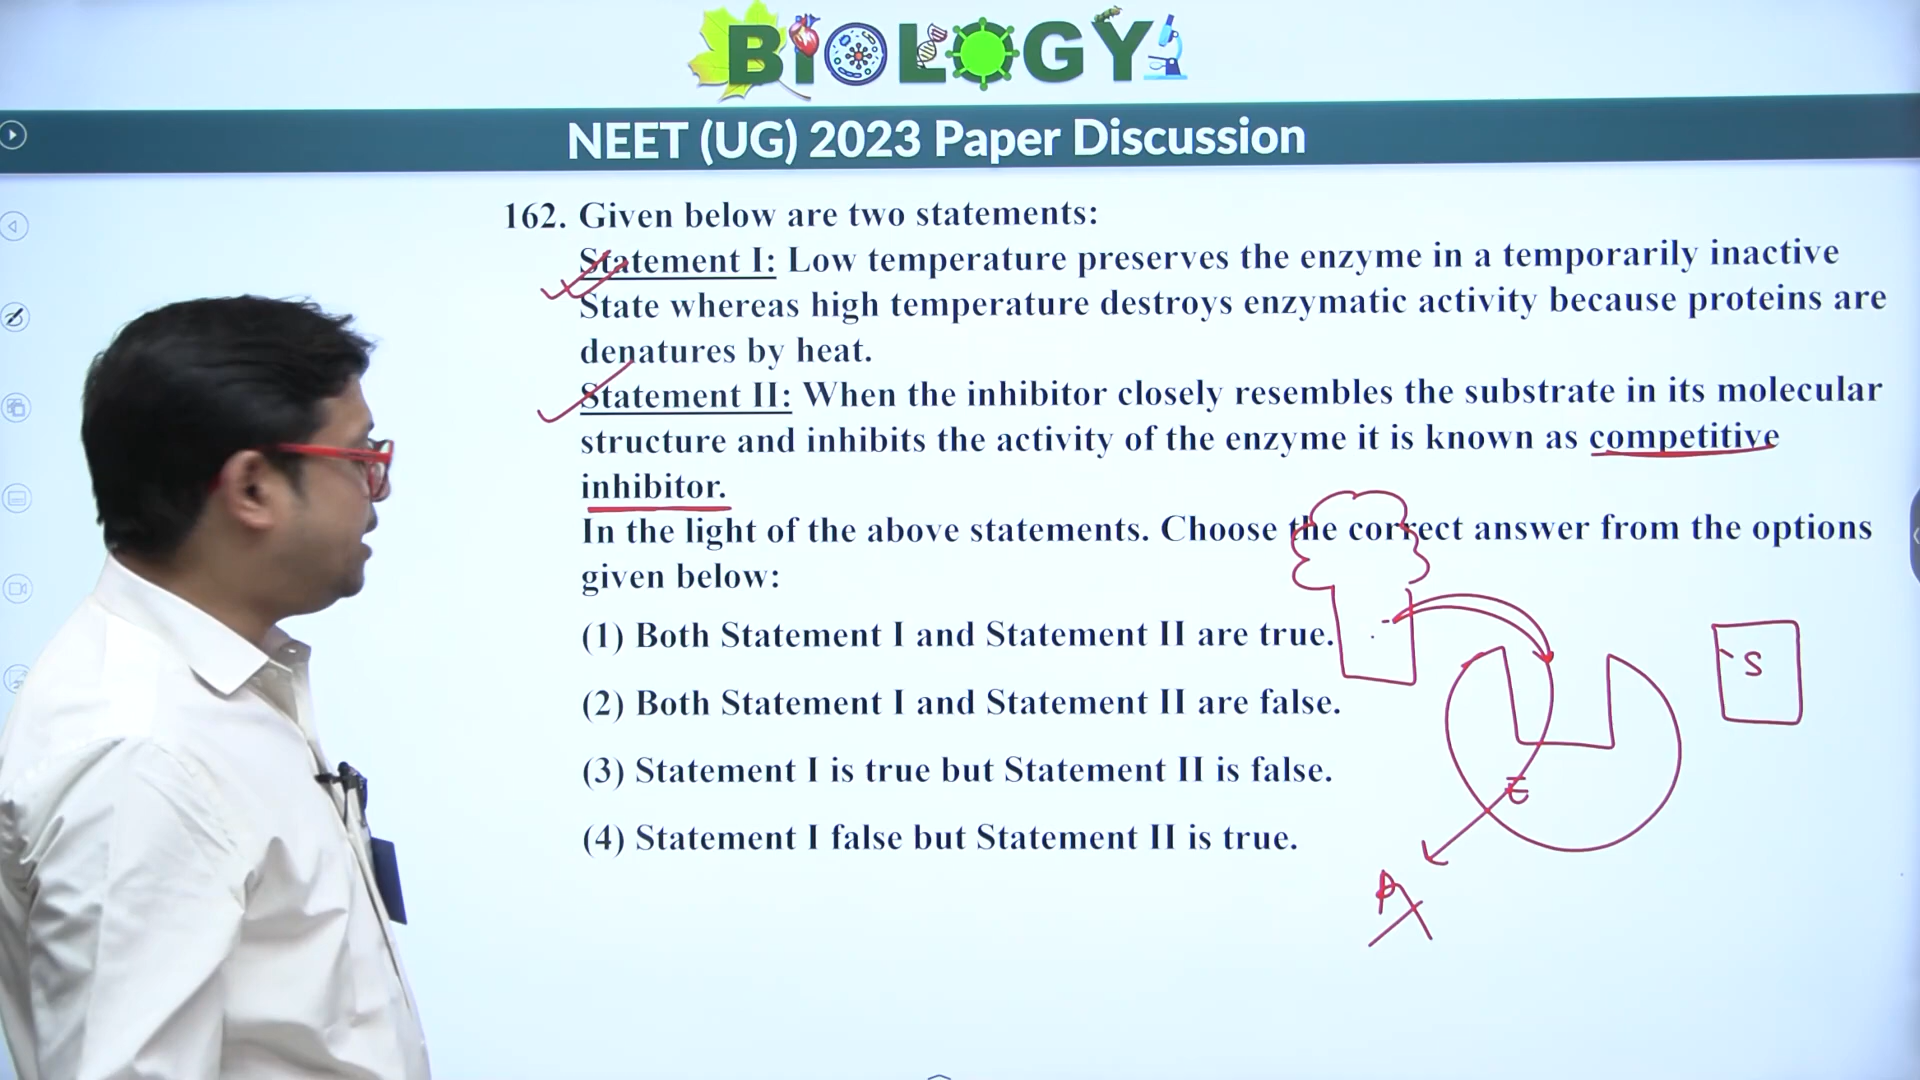 BIOLOGY
NEET (UG) 2023 Paper Discussion
162. Given below are two statements:
Statement I: Low temperature preserves the enzyme in a temporarily inactive
State whereas high temperature destroys enzymatic activity because proteins are
denatures by heat.
Statement II: When the inhibitor closely resembles the substrate in its molecular
structure and inhibits the activity of the enzyme it is known as competitive
inhibitor.
In the light of the above statements. Choose the correct answer from the options
given below:
(1) Both Statement I and Statement II are true.
(2) Both Statement I and Statement II are false.
(3) Statement I is true but Statement II is false.
(4) Statement I false but Statement II is true.
S
E
P